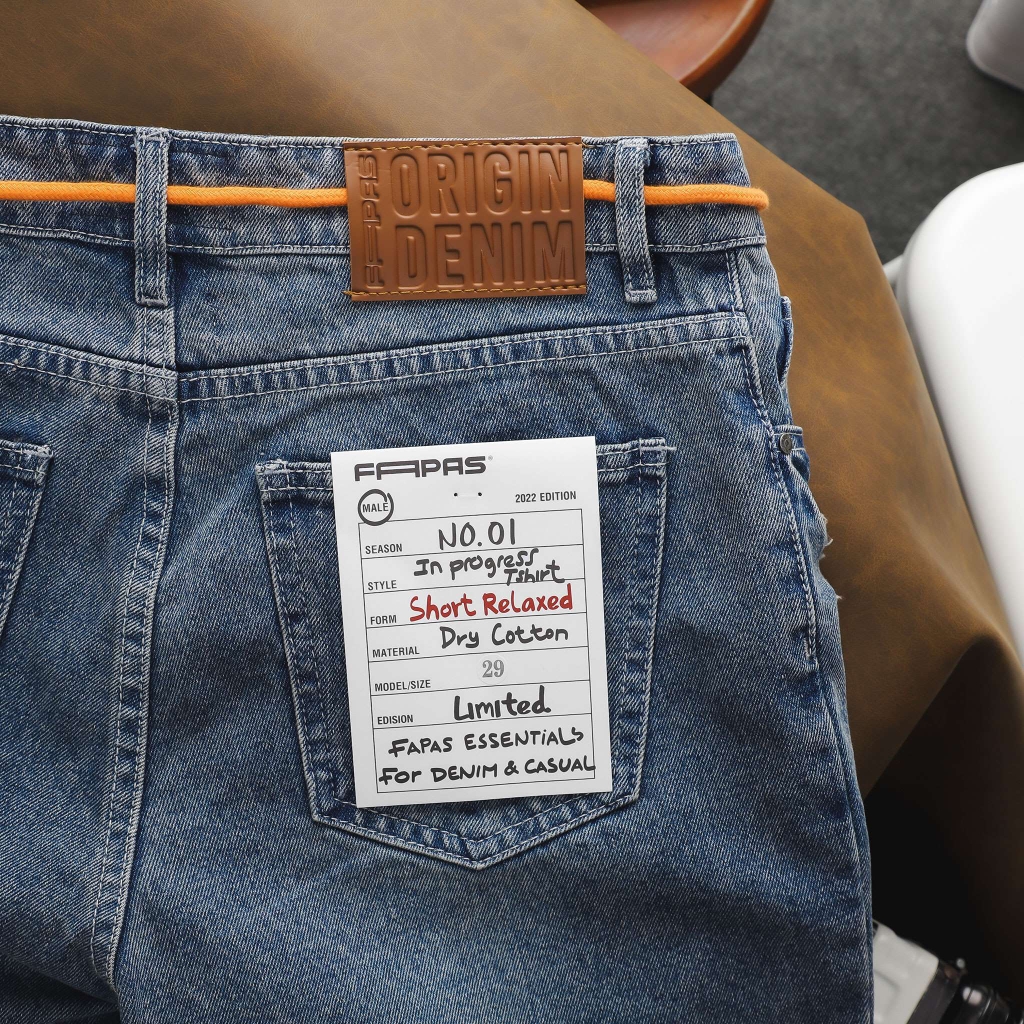 FAPAS
ORIGIN
DENIM
FAPAS®
MALE
2022 EDITION
SEASON NO.01
STYLE In progress Tshirt
FORM Short Relaxed
MATERIAL Dry Cotton
MODEL/SIZE 29
EDISION Limited
FAPAS ESSENTIALS
FOR DENIM & CASUAL